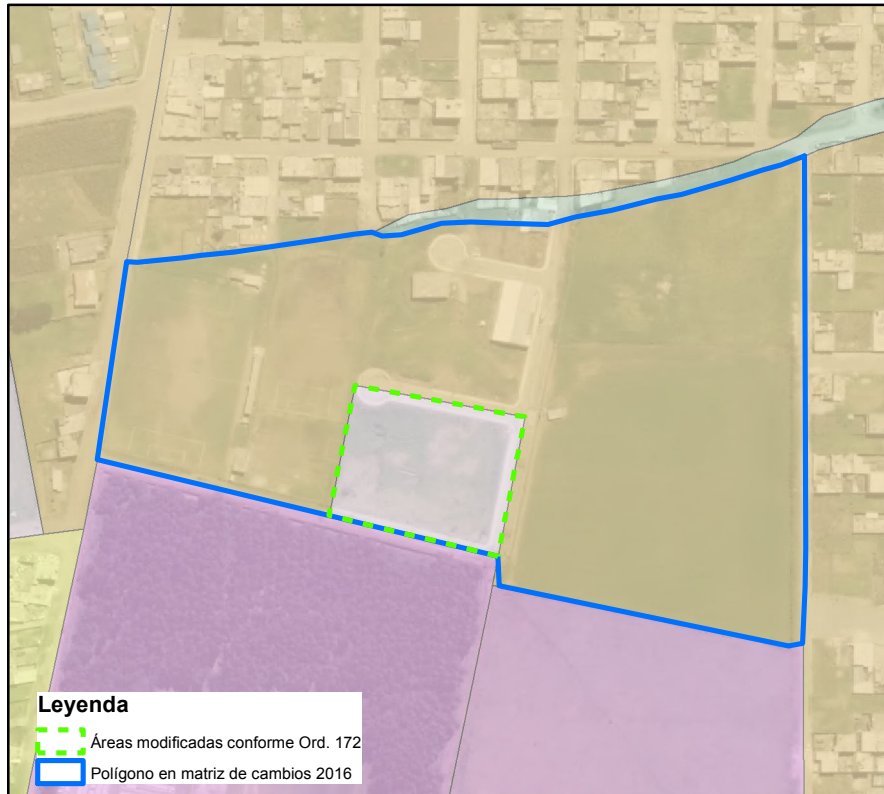 Leyenda
Áreas modificadas conforme Ord. 172
Polígono en matriz de cambios 2016